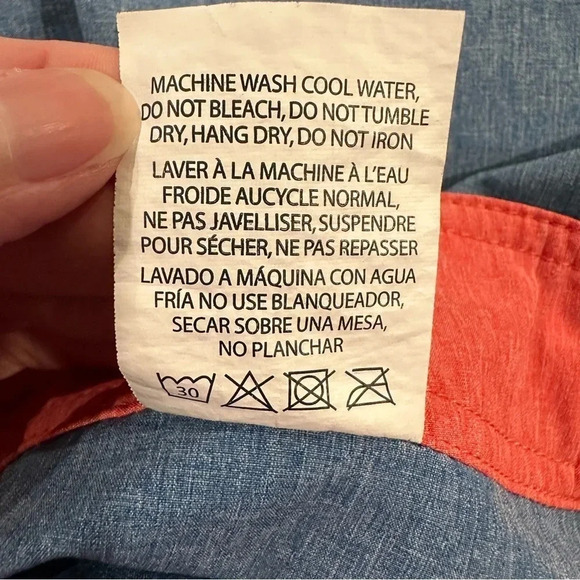 MACHINE WASH COOL WATER,
DO NOT BLEACH, DO NOT TUMBLE
DRY, HANG DRY, DO NOT IRON
LAVER À LA MACHINE À L'EAU
FROIDE AUCYCLE NORMAL,
NE PAS JAVELLISER, SUSPENDRE
POUR SÉCHER, NE PAS REPASSER
LAVADO A MÁQUINA CON AGUA
FRÍA NO USE BLANQUEADOR,
SECAR SOBRE UNA MESA,
NO PLANCHAR
30